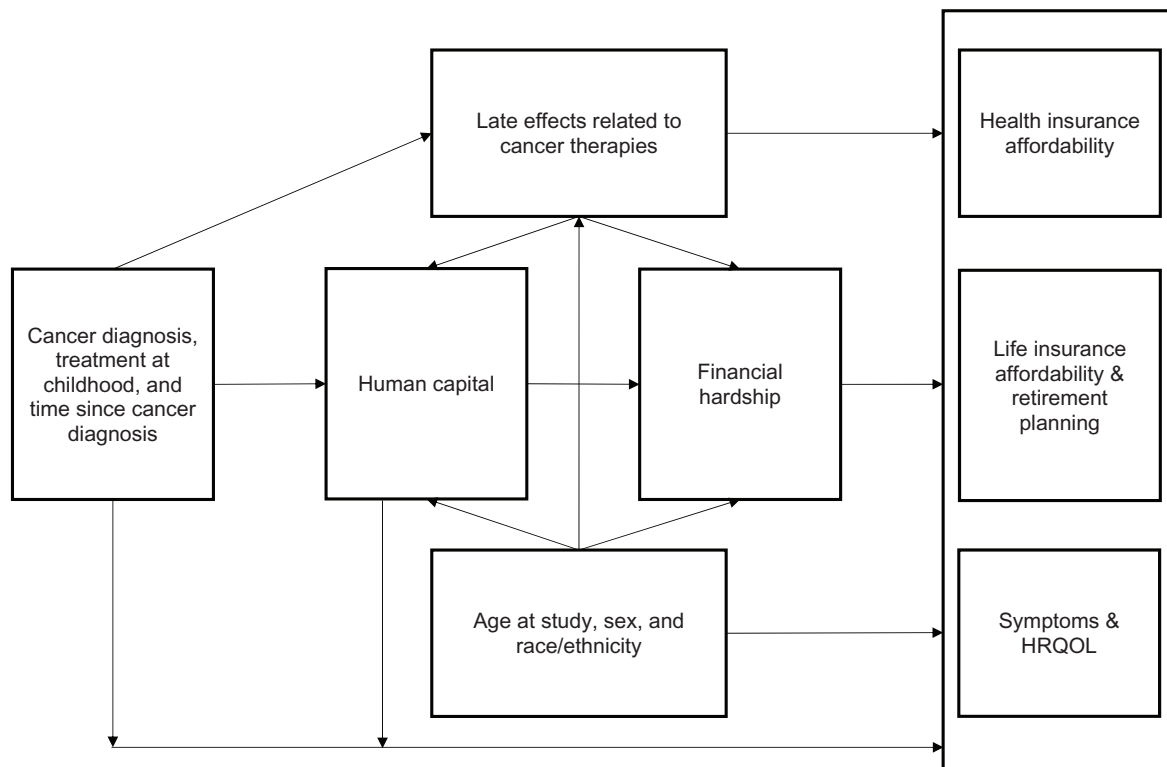 Late effects related to
cancer therapies
Health insurance
affordability
Cancer diagnosis,
treatment at
childhood, and
time since cancer
diagnosis
Human capital
Financial
hardship
Life insurance
affordability &
retirement
planning
Age at study, sex, and
race/ethnicity
Symptoms &
HRQOL